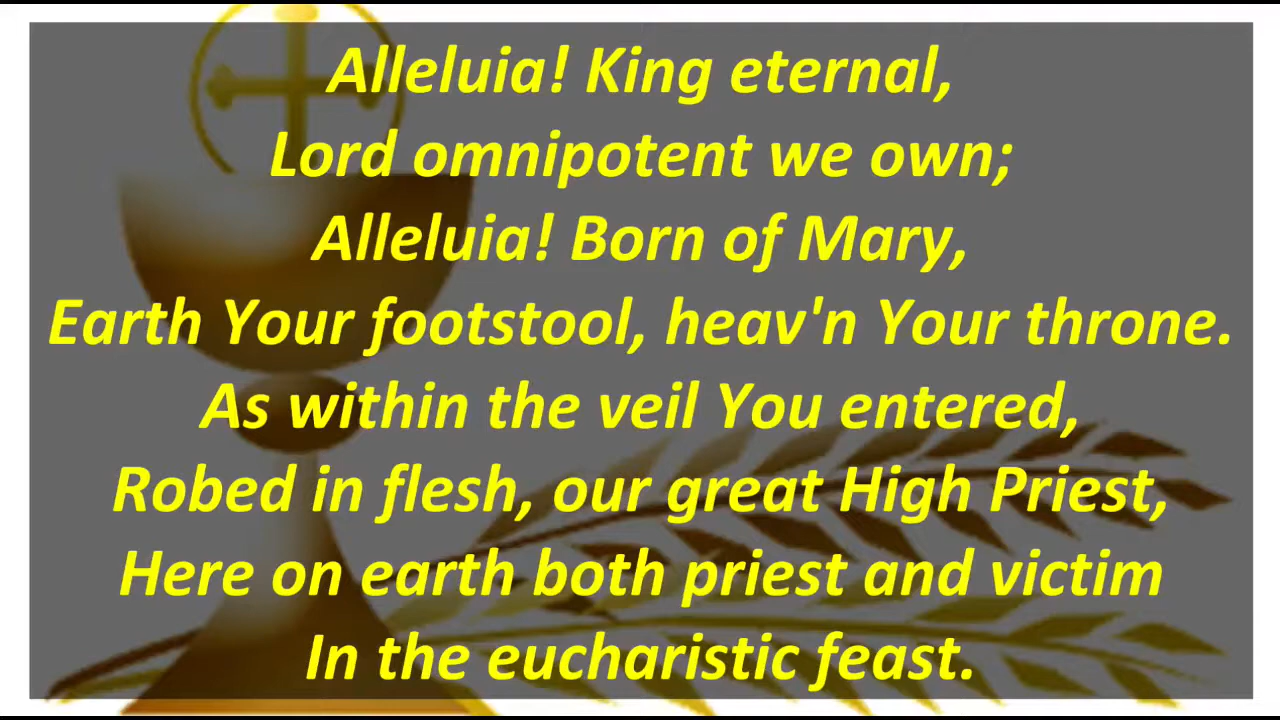 Alleluia! King eternal,
Lord omnipotent we own;
Alleluia! Born of Mary,
Earth Your footstool, heav'n Your throne.
As within the veil You entered,
Robed in flesh, our great High Priest,
Here on earth both priest and victim
In the eucharistic feast.